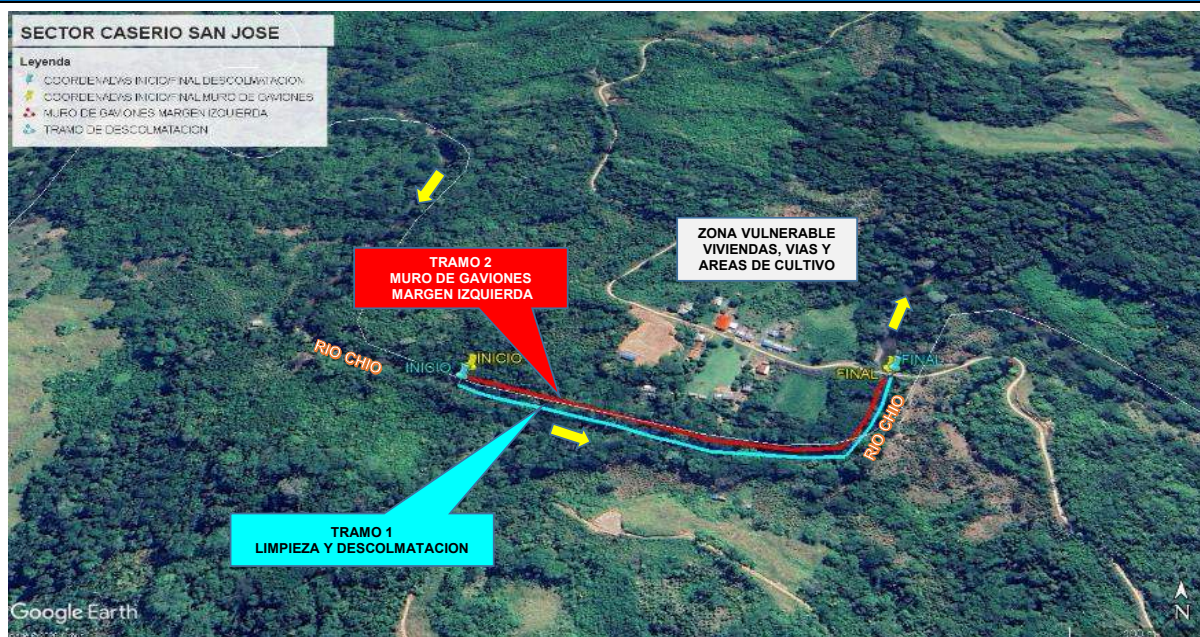 SECTOR CASERIO SAN JOSE
Leyenda
COORDENADAS INICIO/FINAL DESCOLMATACION
COORDENADAS INICIO/FINAL MURO DE GAVIONES
MURO DE GAVIONES MARGEN IZQUIERDA
TRAMO DE DESCOLMATACION
ZONA VULNERABLE
VIVIENDAS, VIAS Y
AREAS DE CULTIVO
TRAMO 2
MURO DE GAVIONES
MARGEN IZQUIERDA
RIO CHIO
INICIO
INICIO
FINAL
FINAL
RIO CHIO
TRAMO 1
LIMPIEZA Y DESCOLMATACION
Google Earth
N